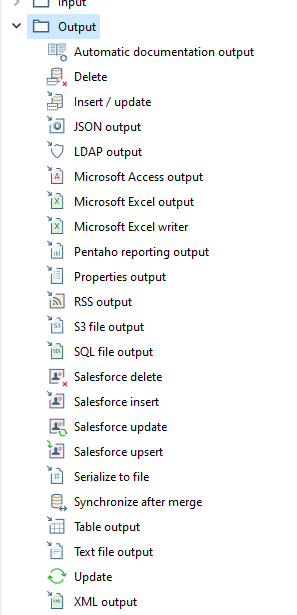 Input
Output
Automatic documentation output
Delete
Insert / update
JSON output
LDAP output
Microsoft Access output
Microsoft Excel output
Microsoft Excel writer
Pentaho reporting output
Properties output
RSS output
S3 file output
SQL file output
Salesforce delete
Salesforce insert
Salesforce update
Salesforce upsert
Serialize to file
Synchronize after merge
Table output
Text file output
Update
XML output